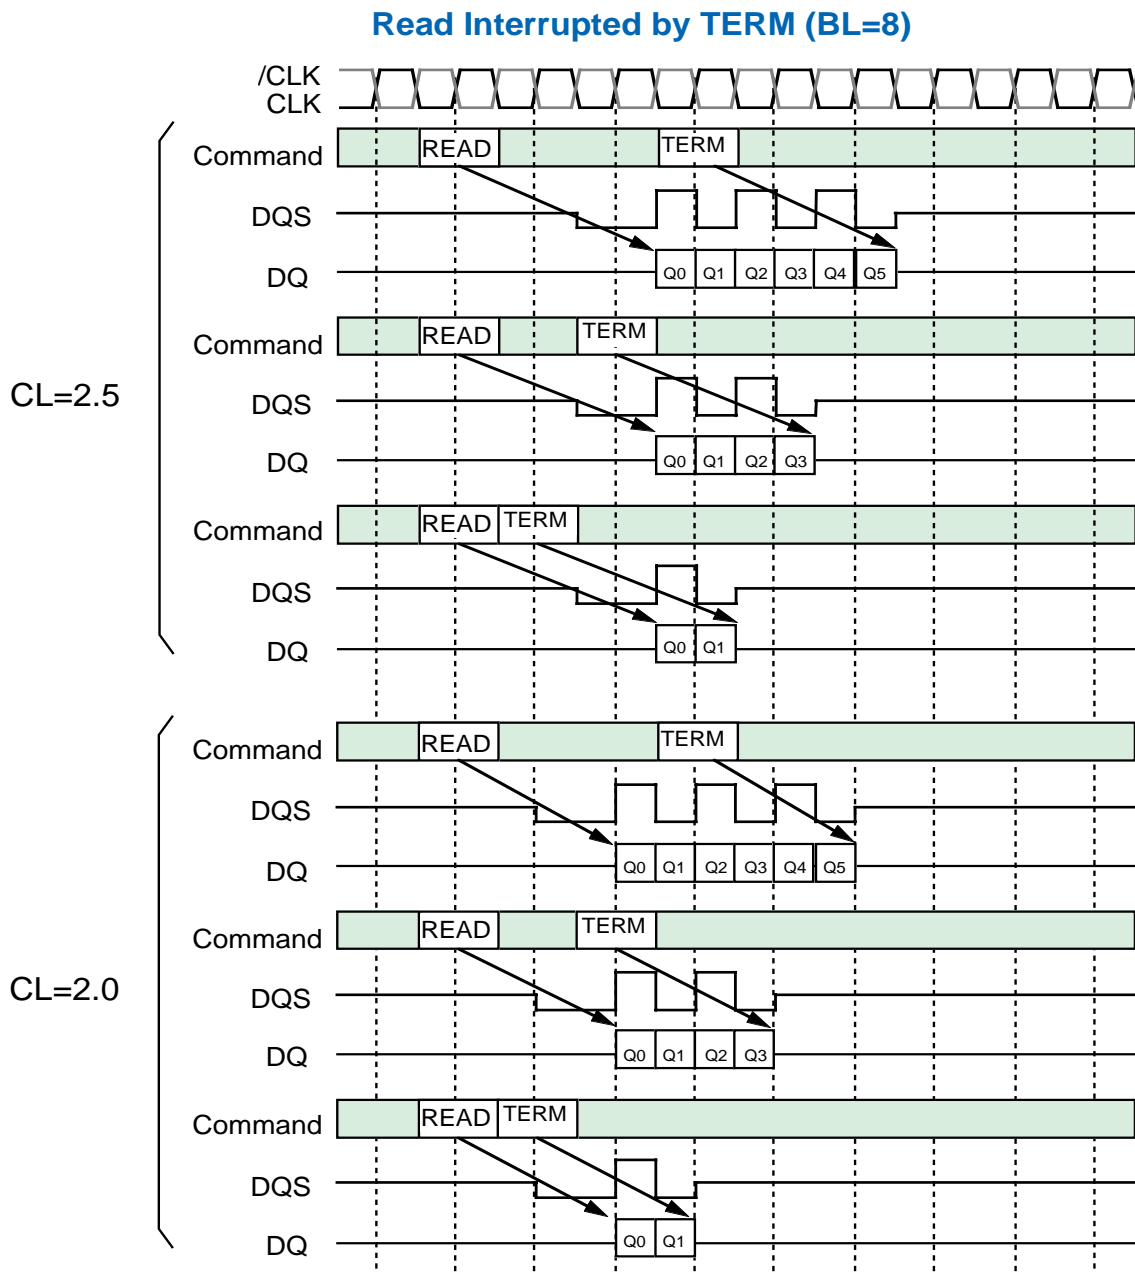 Read Interrupted by TERM (BL=8)
/CLK
CLK
Command READ TERM
DQS
DQ Q0 Q1 Q2 Q3 Q4 Q5
Command READ TERM
CL=2.5
DQS
DQ Q0 Q1 Q2 Q3
Command READ TERM
DQS
DQ Q0 Q1
Command READ TERM
DQS
DQ Q0 Q1 Q2 Q3 Q4 Q5
Command READ TERM
CL=2.0
DQS
DQ Q0 Q1 Q2 Q3
Command READ TERM
DQS
DQ Q0 Q1